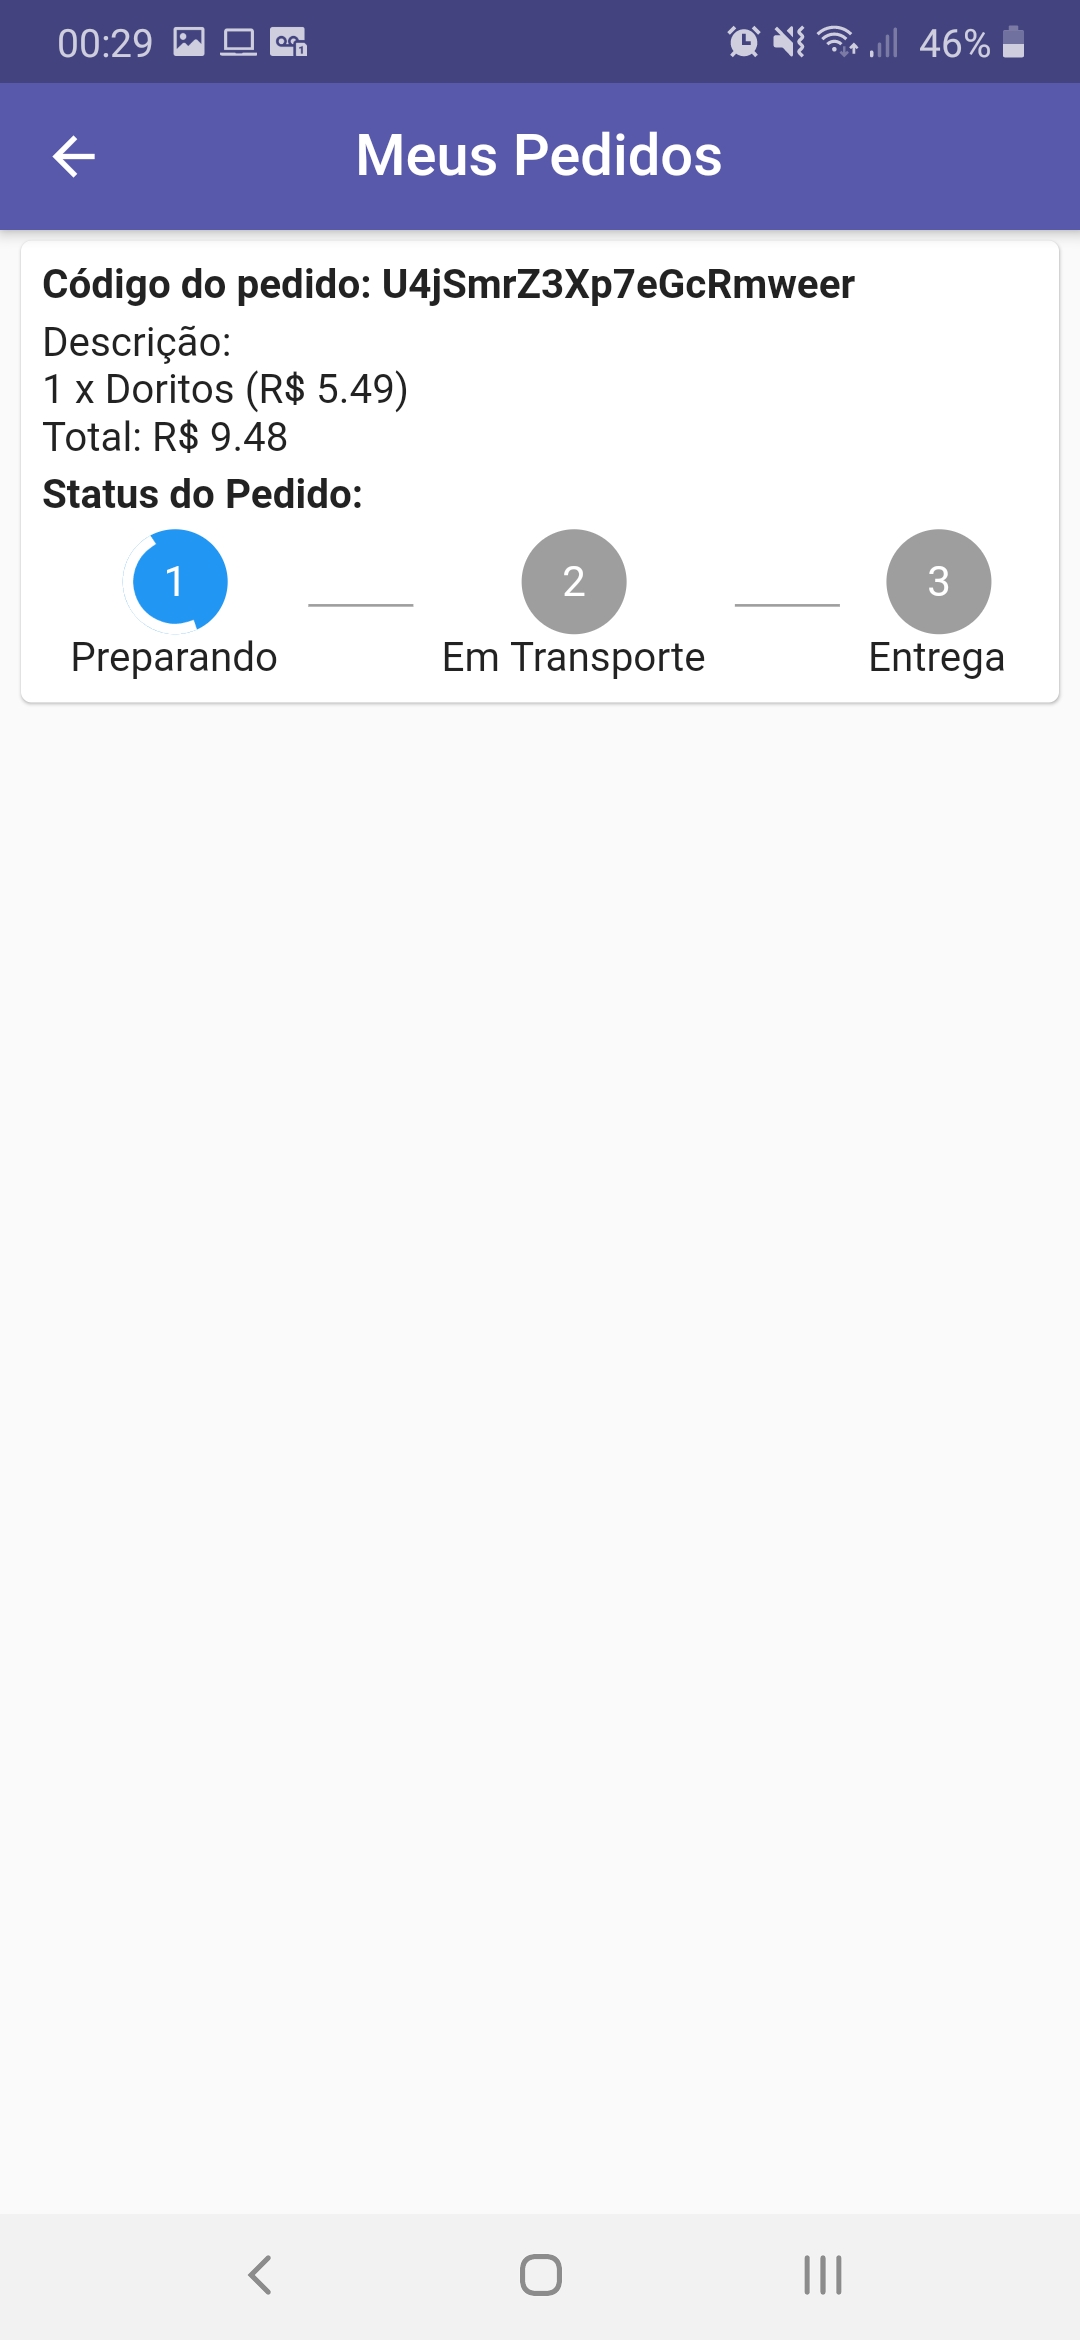 00:29 46%
Meus Pedidos
Código do pedido: U4jSmrZ3Xp7eGcRmweer
Descrição:
1 x Doritos (R$ 5.49)
Total: R$ 9.48
Status do Pedido:
1 2 3
Preparando Em Transporte Entrega